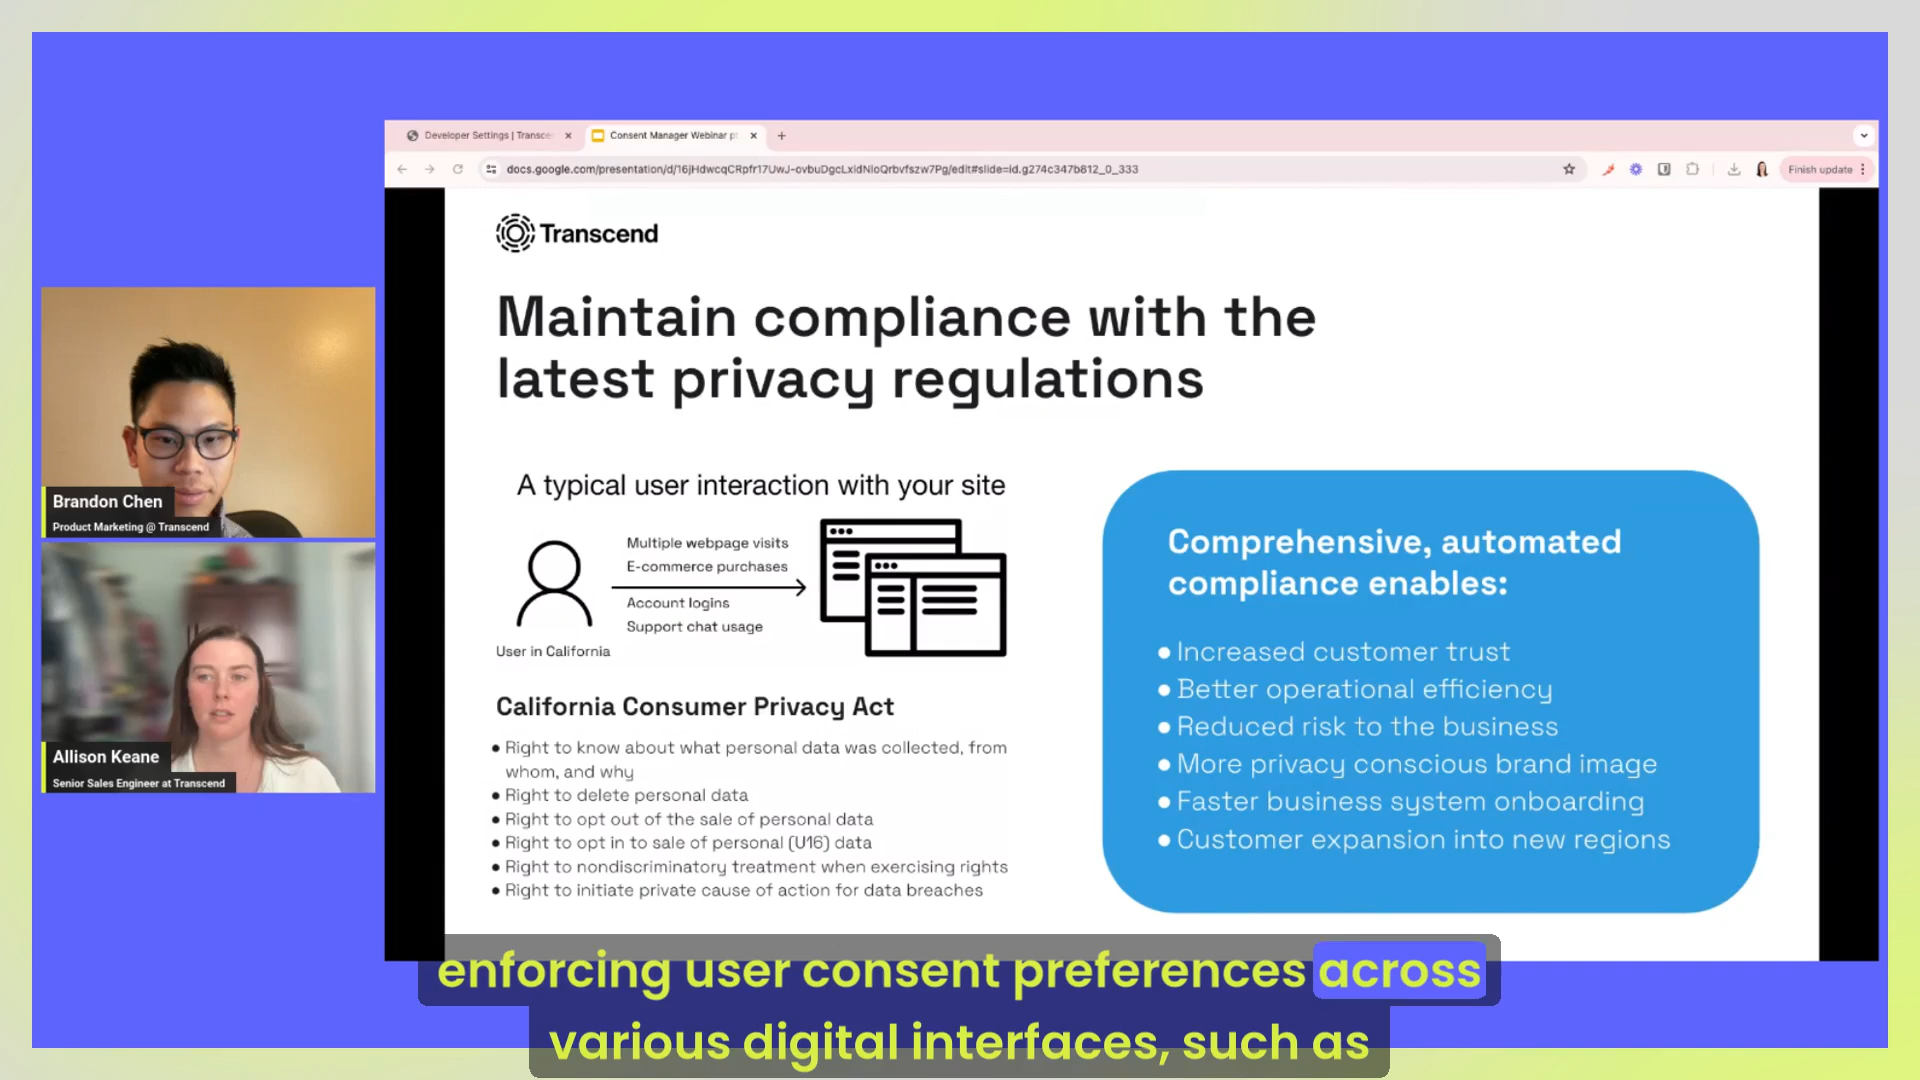 Developer Settings | Transce
Consent Manager Webinar pt
docs.google.com/presentation/d/16jHdwcqCRpfr17UwJ-ovbuDgcLxidNIoQrbvfszw7Pg/edit#slide=id.g274c347b812_0_333
Finish update
Transcend
Maintain compliance with the
latest privacy regulations
A typical user interaction with your site
Multiple webpage visits
E-commerce purchases
Account logins
Support chat usage
User in California
California Consumer Privacy Act
• Right to know about what personal data was collected, from
whom, and why
• Right to delete personal data
• Right to opt out of the sale of personal data
• Right to opt in to sale of personal (U16) data
• Right to nondiscriminatory treatment when exercising rights
• Right to initiate private cause of action for data breaches
Comprehensive, automated
compliance enables:
• Increased customer trust
• Better operational efficiency
• Reduced risk to the business
• More privacy conscious brand image
• Faster business system onboarding
• Customer expansion into new regions
Brandon Chen
Product Marketing @ Transcend
Allison Keane
Senior Sales Engineer at Transcend
enforcing user consent preferences across
various digital interfaces, such as